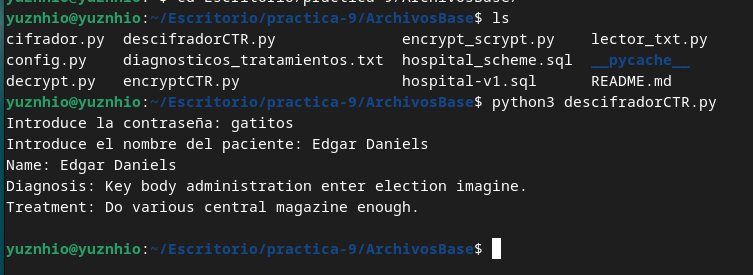 yuznhio@yuznhio:~/Escritorio/practica-9/ArchivosBase$ ls
cifrador.py descifradorCTR.py encrypt_scrypt.py lector_txt.py
config.py diagnosticos_tratamientos.txt hospital_scheme.sql __pycache__
decrypt.py encryptCTR.py hospital-v1.sql README.md
yuznhio@yuznhio:~/Escritorio/practica-9/ArchivosBase$ python3 descifradorCTR.py
Introduce la contraseña: gatitos
Introduce el nombre del paciente: Edgar Daniels
Name: Edgar Daniels
Diagnosis: Key body administration enter election imagine.
Treatment: Do various central magazine enough.
yuznhio@yuznhio:~/Escritorio/practica-9/ArchivosBase$